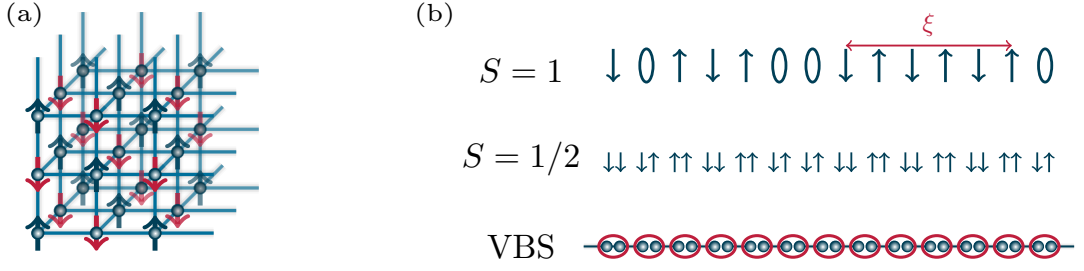 (a)
(b)
ξ
S = 1 ↓ 0 ↑ ↓ ↑ 0 0 ↓ ↑ ↓ ↑ ↓ ↑ 0
S = 1/2 ↓↓ ↓↑ ↑↑ ↓↓ ↑↑ ↓↑ ↓↑ ↓↓ ↑↑ ↓↓ ↑↑ ↓↓ ↑↑ ↓↑
VBS